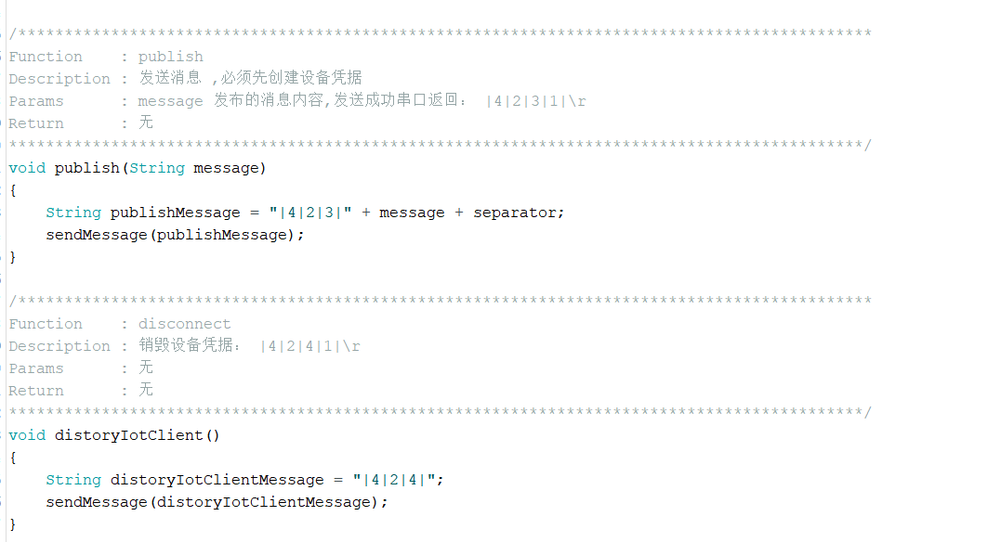 /********************************************************************************************
Function    : publish
Description : 发送消息 ,必须先创建设备凭据
Params      : message 发布的消息内容,发送成功串口返回： |4|2|3|1|\r
Return      : 无
********************************************************************************************/
void publish(String message)
{
    String publishMessage = "|4|2|3|" + message + separator;
    sendMessage(publishMessage);
}
/********************************************************************************************
Function    : disconnect
Description : 销毁设备凭据： |4|2|4|1|\r
Params      : 无
Return      : 无
********************************************************************************************/
void distoryIotClient()
{
    String distoryIotClientMessage = "|4|2|4|";
    sendMessage(distoryIotClientMessage);
}